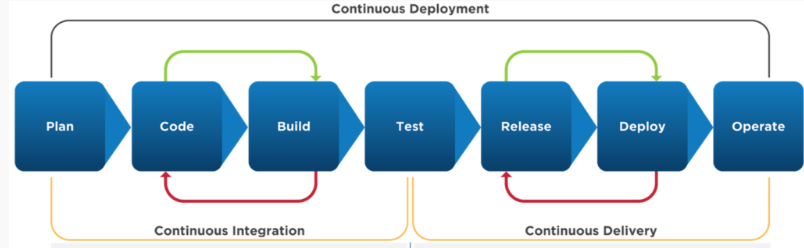 Continuous Deployment
Plan
Code
Build
Test
Release
Deploy
Operate
Continuous Integration
Continuous Delivery